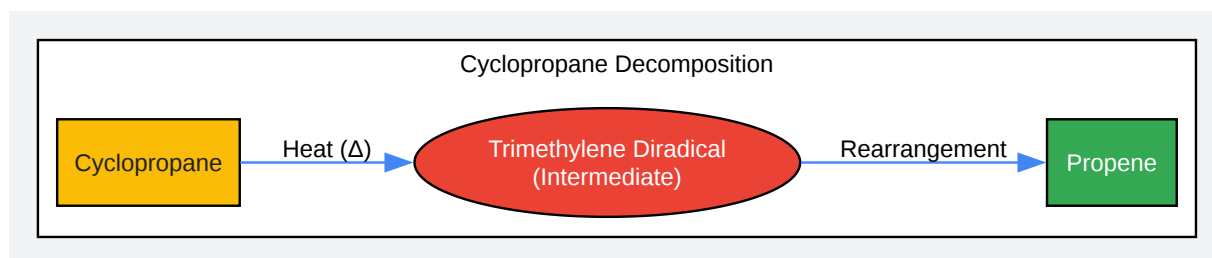 Cyclopropane Decomposition
Cyclopropane
Heat (Δ)
Trimethylene Diradical
(Intermediate)
Rearrangement
Propene